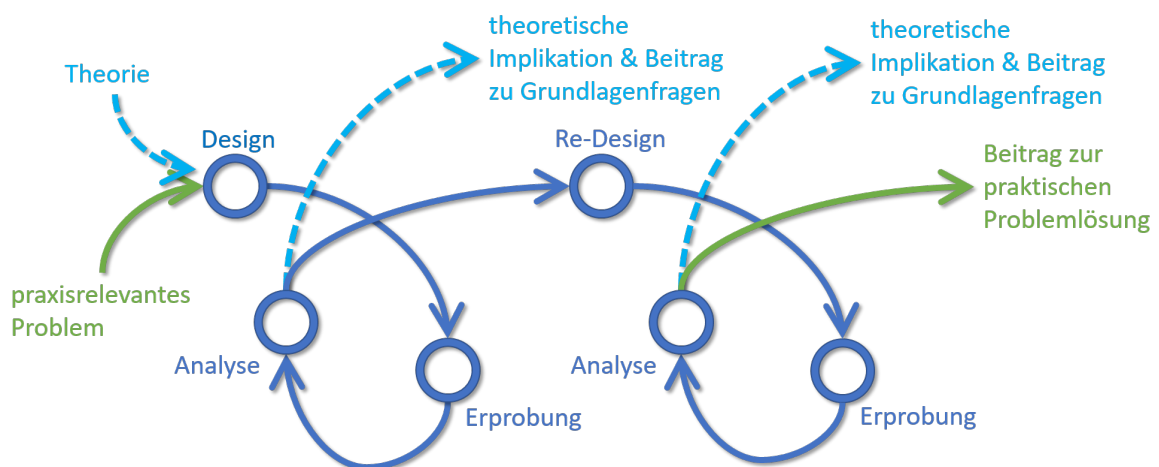 Theorie
theoretische
Implikation & Beitrag
zu Grundlagenfragen
theoretische
Implikation & Beitrag
zu Grundlagenfragen
Design
Re-Design
Beitrag zur
praktischen
Problemlösung
praxisrelevantes
Problem
Analyse
Erprobung
Analyse
Erprobung